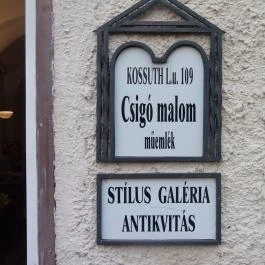 KOSSUTH L.u. 109
Csigó malom
műemlék
STÍLUS GALÉRIA
ANTIKVITÁS